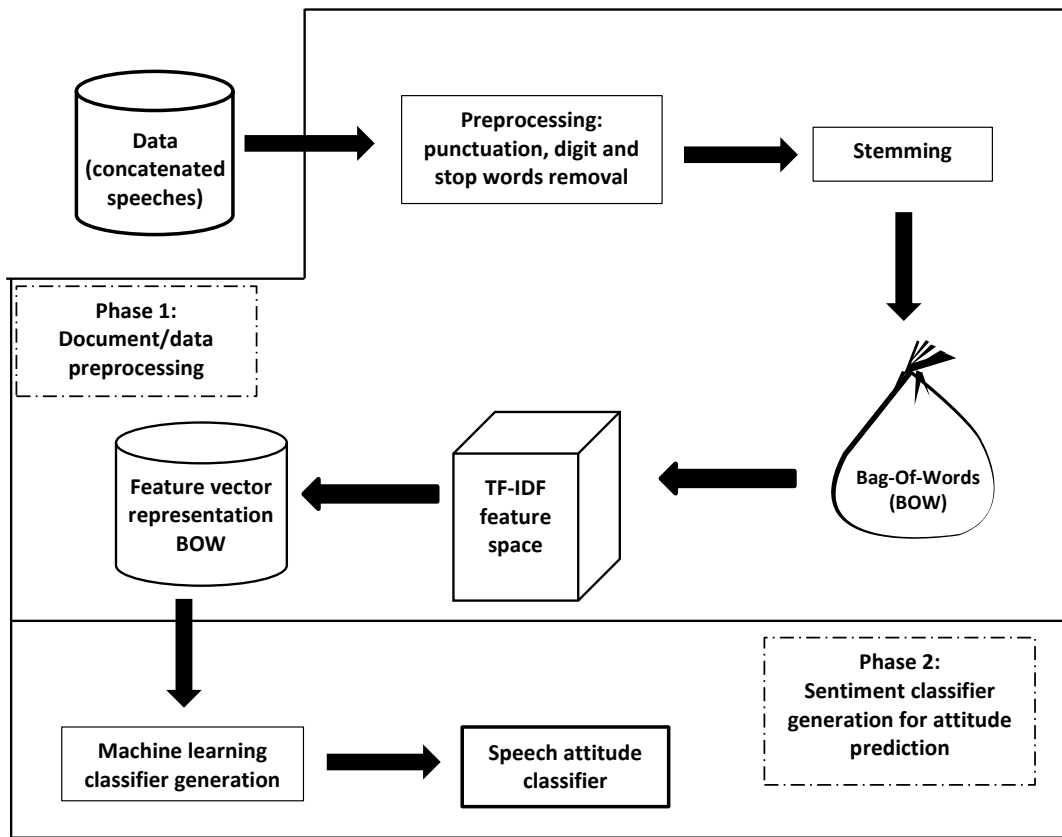 Data
(concatenated
speeches)
Preprocessing:
punctuation, digit and
stop words removal
Stemming
Phase 1:
Document/data
preprocessing
Bag-Of-Words
(BOW)
TF-IDF
feature
space
Feature vector
representation
BOW
Phase 2:
Sentiment classifier
generation for attitude
prediction
Machine learning
classifier generation
Speech attitude
classifier